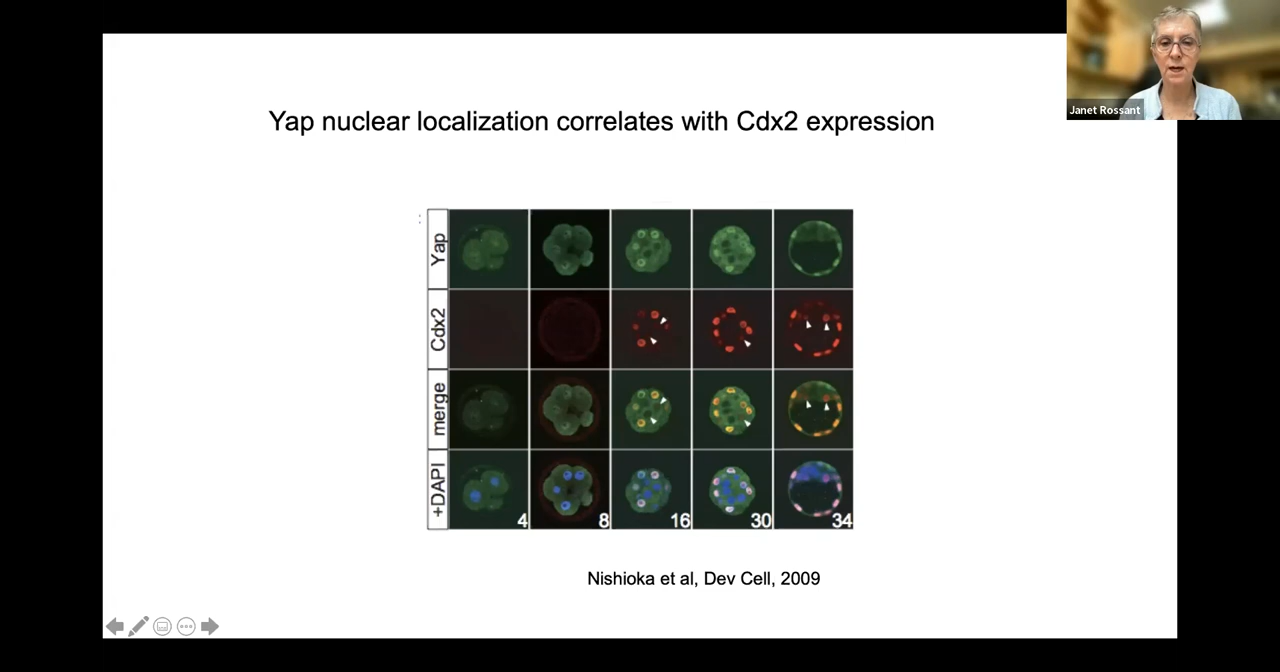 Janet Rossant
Yap nuclear localization correlates with Cdx2 expression
Yap
Cdx2
merge
+DAPI
4 8 16 30 34
Nishioka et al, Dev Cell, 2009